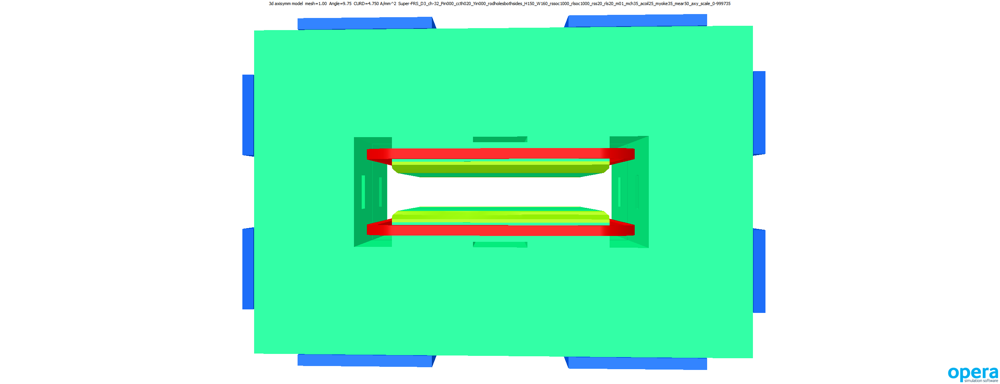 3d axisymm model mesh=1.00 Angle=9.75 CURD=4.750 A/mm^2 Super-FRS_D3_ch-32_Pin000_ccth020_Yin000_rodholesbothsides_H150_W160_rssoc1000_rlsoc1000_rss20_rls20_m01_mch35_acoil25_myoke35_mear50_axy_scale_0-999735
opera
simulation software